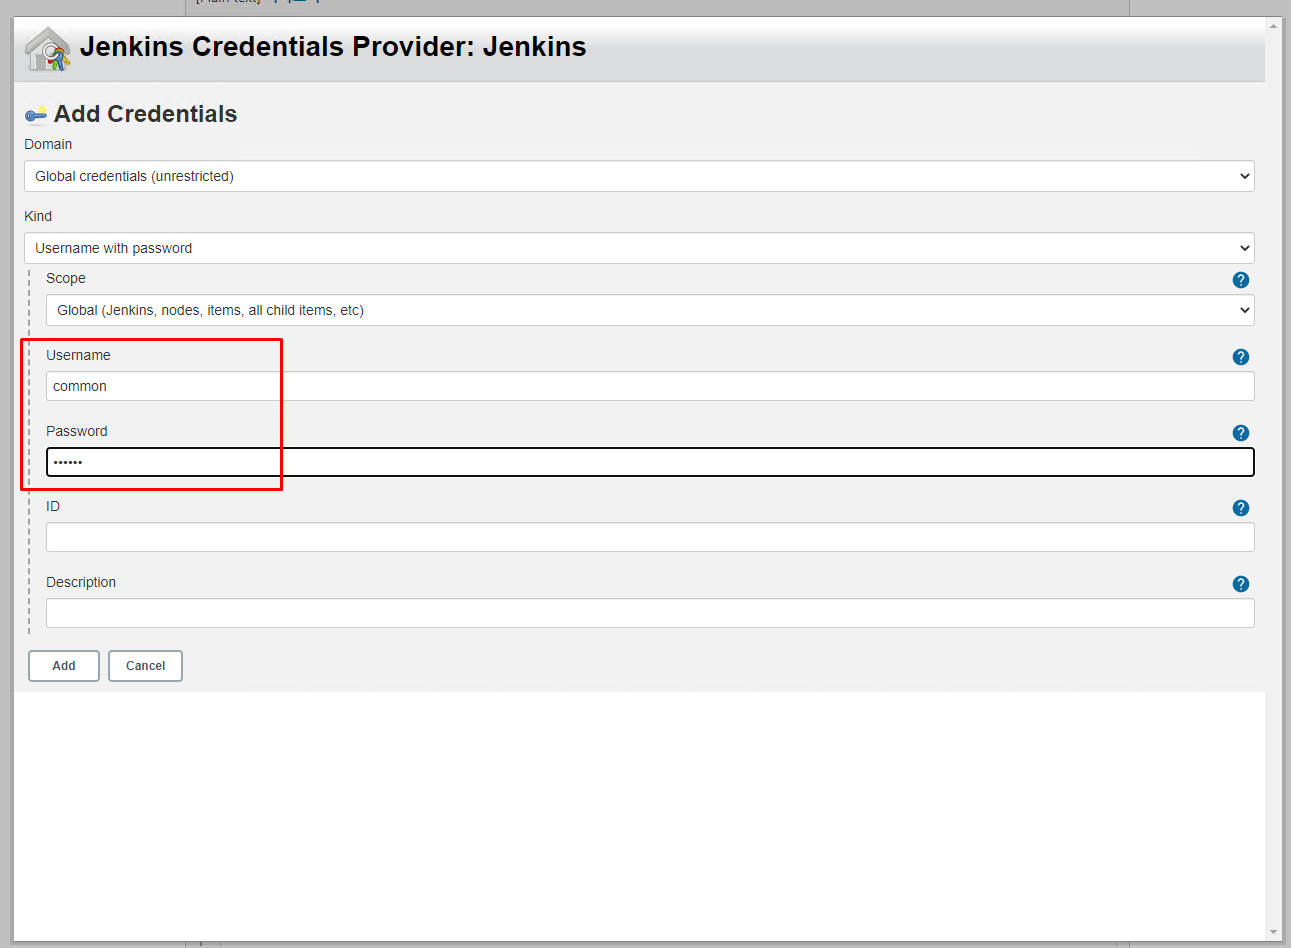 Jenkins Credentials Provider: Jenkins
Add Credentials
Domain
Global credentials (unrestricted)
Kind
Username with password
Scope
Global (Jenkins, nodes, items, all child items, etc)
Username
common
Password
••••••
ID
Description
Add Cancel